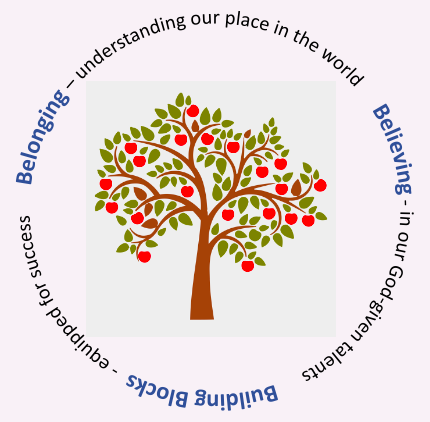 Belonging – understanding our place in the world
Believing - in our God-given talents
Building Blocks - equipped for success